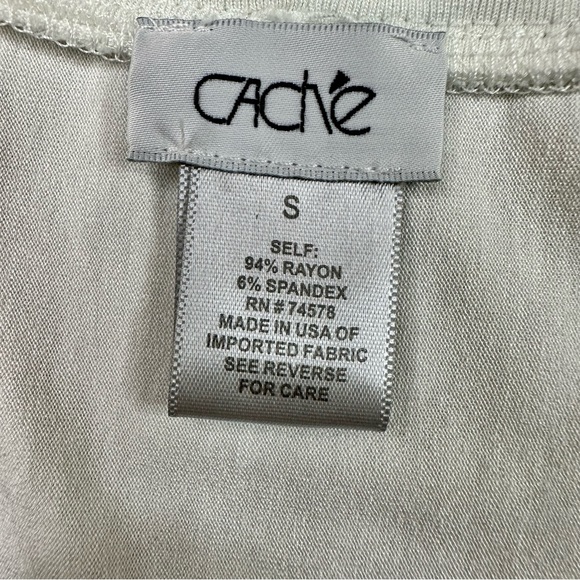 CACHÉ
S
SELF:
94% RAYON
6% SPANDEX
RN # 74578
MADE IN USA OF
IMPORTED FABRIC
SEE REVERSE
FOR CARE